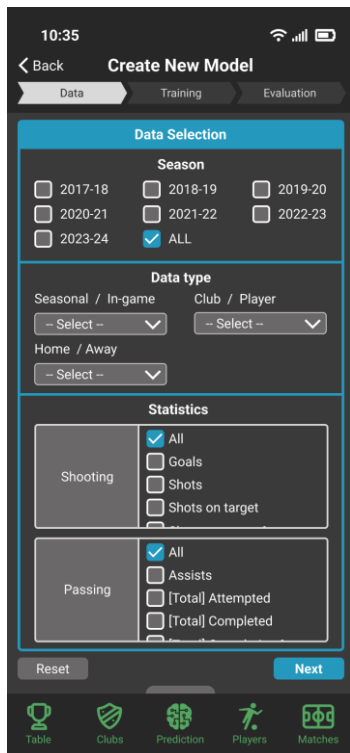 10:35
Back Create New Model
Data Training Evaluation
Data Selection
Season
2017-18 2018-19 2019-20
2020-21 2021-22 2022-23
2023-24 ALL
Data type
Seasonal / In-game Club / Player
-- Select -- -- Select --
Home / Away
-- Select --
Statistics
Shooting
All
Goals
Shots
Shots on target
Passing
All
Assists
[Total] Attempted
[Total] Completed
Reset Next
Table Clubs Prediction Players Matches